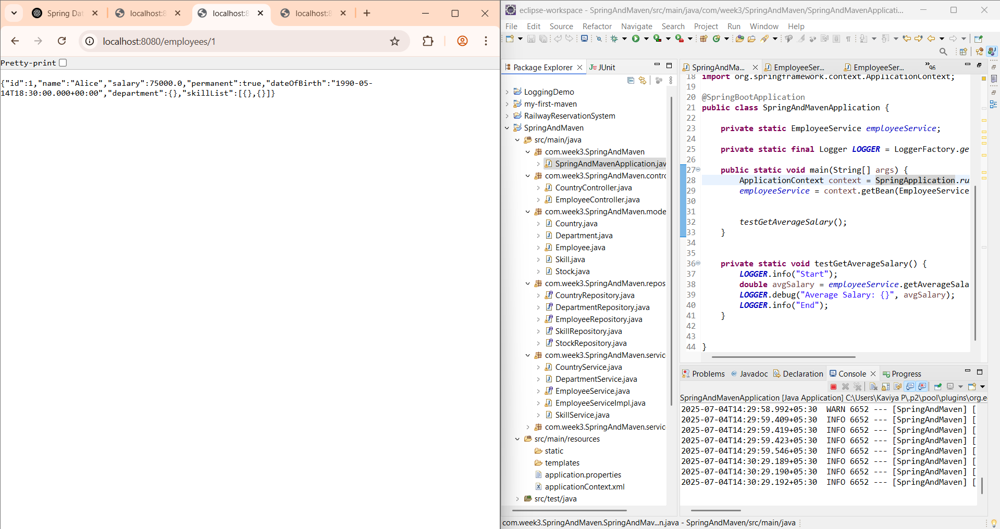 Spring Dat
localhost:8
localhost:8
localhost:8
localhost:8080/employees/1
Pretty-print
{"id":1,"name":"Alice","salary":75000.0,"permanent":true,"dateOfBirth":"1990-05-
14T18:30:00.000+00:00","department":{},"skillList":[{},{}]}
eclipse-workspace - SpringAndMaven/src/main/java/com/week3/SpringAndMaven/SpringAndMavenApplicati...
File Edit Source Refactor Navigate Search Project Run Window Help
Package Explorer
JUnit
LoggingDemo
my-first-maven
RailwayReservationSystem
SpringAndMaven
src/main/java
com.week3.SpringAndMaven
SpringAndMavenApplication.jav
com.week3.SpringAndMaven.contro
CountryController.java
EmployeeController.java
com.week3.SpringAndMaven.mode
Country.java
Department.java
Employee.java
Skill.java
Stock.java
com.week3.SpringAndMaven.repos
CountryRepository.java
DepartmentRepository.java
EmployeeRepository.java
SkillRepository.java
StockRepository.java
com.week3.SpringAndMaven.servic
CountryService.java
DepartmentService.java
EmployeeService.java
EmployeeServiceImpl.java
SkillService.java
com.week3.SpringAndMaven.servic
src/main/resources
static
templates
application.properties
applicationContext.xml
src/test/java
SpringAndMa...
EmployeeSer...
EmployeeSer...
»96
18 import org.springframework.context.ApplicationContext;
19
20 @SpringBootApplication
21 public class SpringAndMavenApplication {
22
23 private static EmployeeService employeeService;
24
25 private static final Logger LOGGER = LoggerFactory.ge
26
27 public static void main(String[] args) {
28 ApplicationContext context = SpringApplication.ru
29 employeeService = context.getBean(EmployeeService
30
31
32 testGetAverageSalary();
33 }
34
35
36 private static void testGetAverageSalary() {
37 LOGGER.info("Start");
38 double avgSalary = employeeService.getAverageSala
39 LOGGER.debug("Average Salary: {}", avgSalary);
40 LOGGER.info("End");
41 }
42
43
44 }
Problems @ Javadoc Declaration Console Progress
SpringAndMavenApplication [Java Application] C:\Users\Kaviya P\.p2\pool\plugins\org.e
2025-07-04T14:29:58.992+05:30 WARN 6652 --- [SpringAndMaven] [
2025-07-04T14:29:59.409+05:30 INFO 6652 --- [SpringAndMaven] [
2025-07-04T14:29:59.419+05:30 INFO 6652 --- [SpringAndMaven] [
2025-07-04T14:29:59.423+05:30 INFO 6652 --- [SpringAndMaven] [
2025-07-04T14:29:59.546+05:30 INFO 6652 --- [SpringAndMaven] [
2025-07-04T14:30:29.189+05:30 INFO 6652 --- [SpringAndMaven] [
2025-07-04T14:30:29.190+05:30 INFO 6652 --- [SpringAndMaven] [
2025-07-04T14:30:29.192+05:30 INFO 6652 --- [SpringAndMaven] [
com.week3.SpringAndMaven.SpringAndMav...n.java - SpringAndMaven/src/main/java